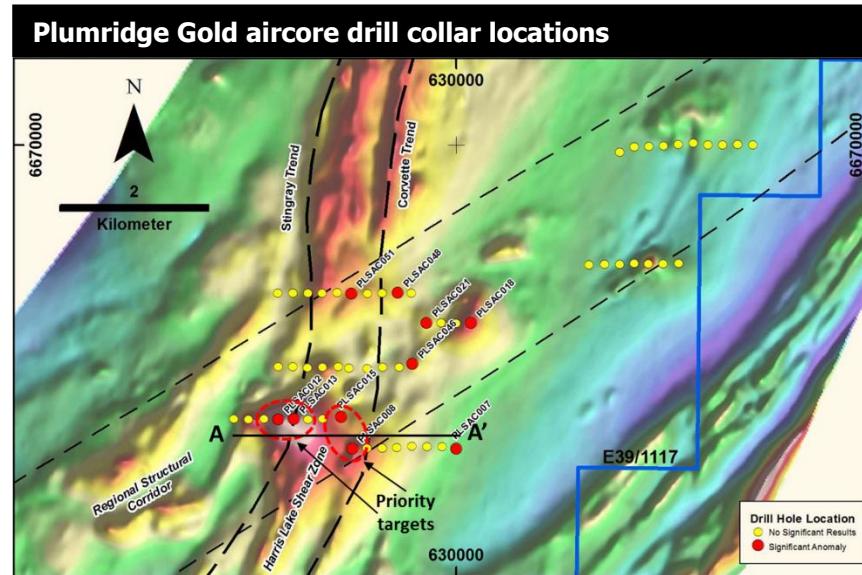 Plumridge Gold aircore drill collar locations
630000
N
6670000
6670000
2
Kilometer
Stingray Trend
Corvette Trend
PLSAC051
PLSAC048
PLSAC021
PLSAC018
PLSAC046
PLSAC012
PLSAC013
PLSAC015
PLSAC008
PLSAC007
A
A’
E39/1117
Regional Structural
Corridor
Harris Lake Shear Zone
Priority
targets
630000
Drill Hole Location
No Significant Results
Significant Anomaly